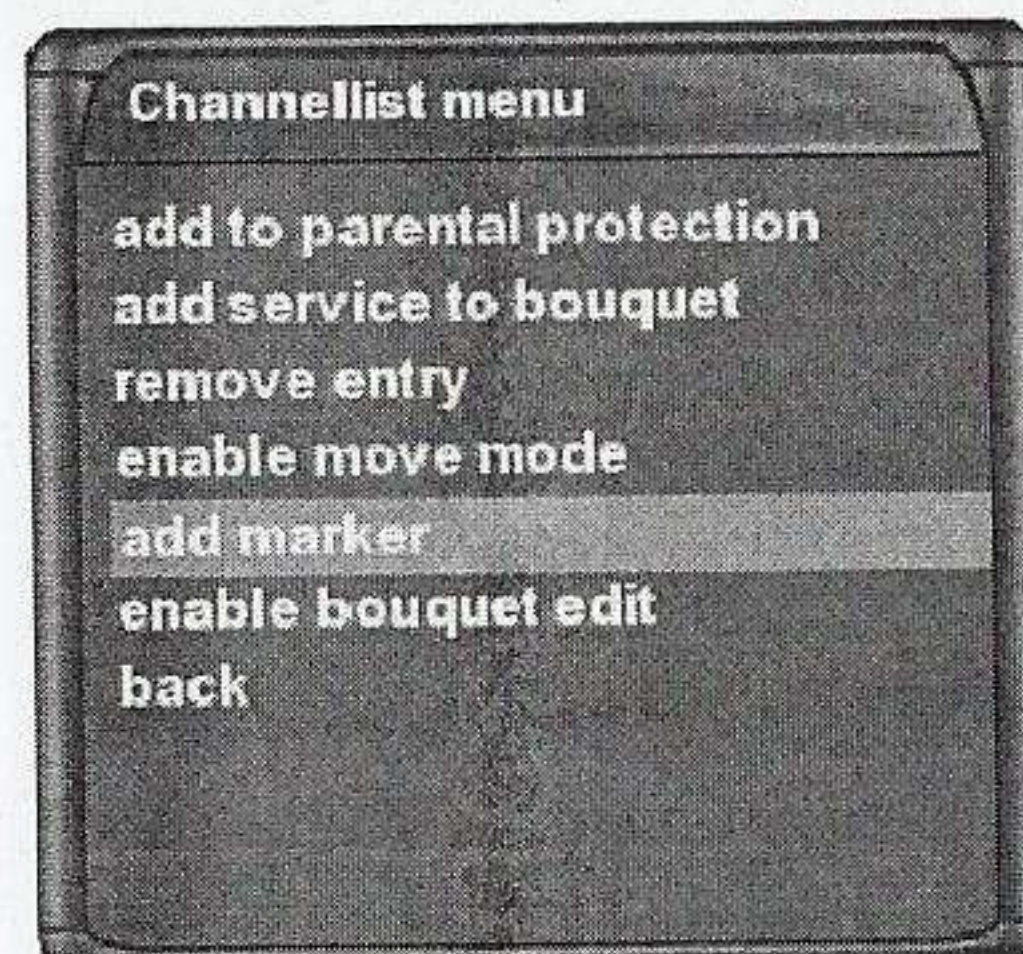 Channellist menu
add to parental protection
add service to bouquet
remove entry
enable move mode
add marker
enable bouquet edit
back